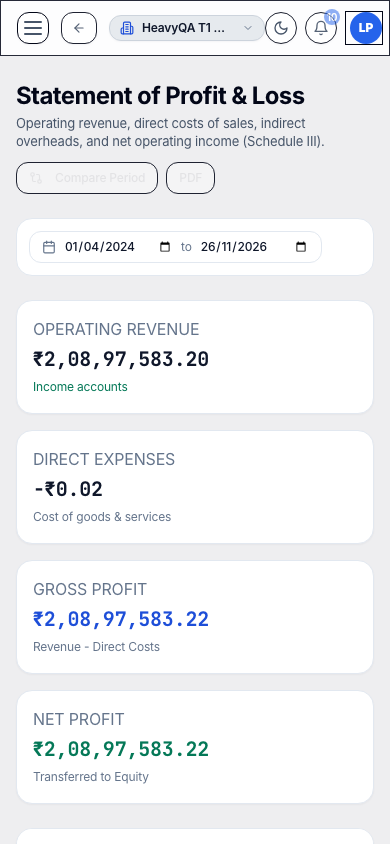 HeavyQA T1 ...
LP
Statement of Profit & Loss
Operating revenue, direct costs of sales, indirect
overheads, and net operating income (Schedule III).
Compare Period
PDF
01/04/2024 to 26/11/2026
OPERATING REVENUE
₹2,08,97,583.20
Income accounts
DIRECT EXPENSES
-₹0.02
Cost of goods & services
GROSS PROFIT
₹2,08,97,583.22
Revenue - Direct Costs
NET PROFIT
₹2,08,97,583.22
Transferred to Equity